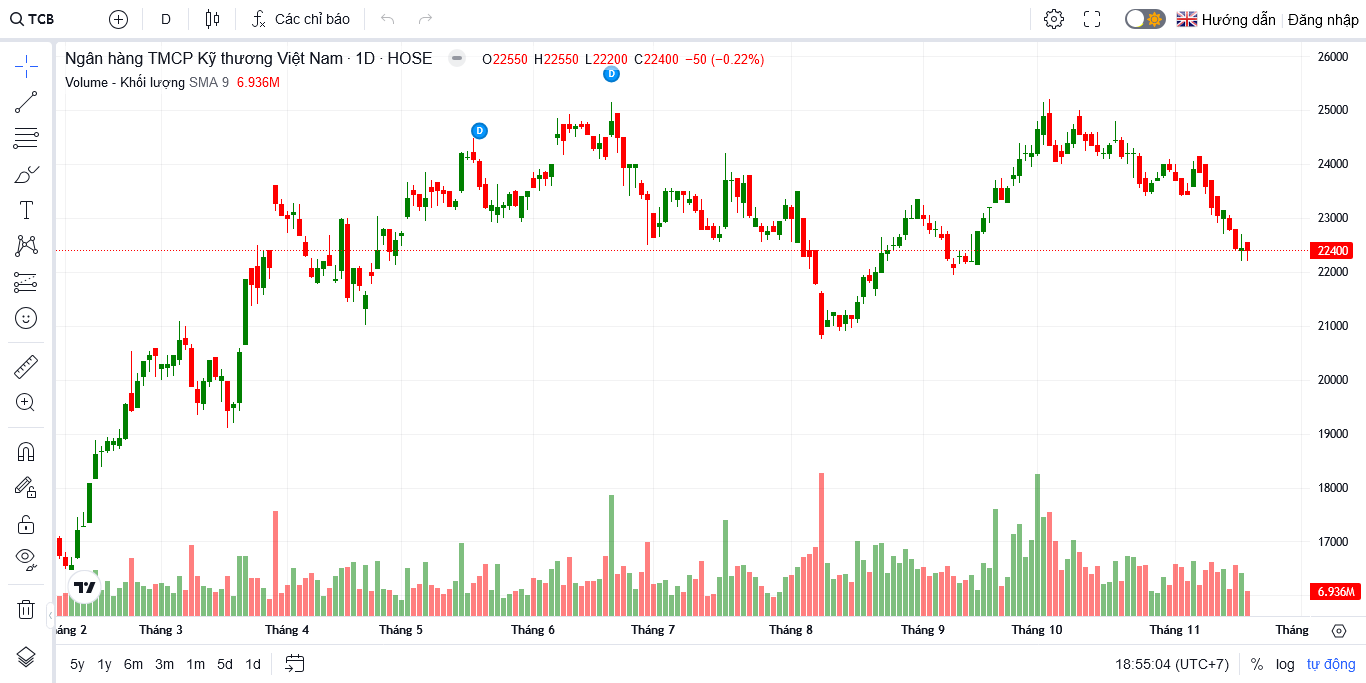 TCB D Các chỉ báo Hướng dẫn Đăng nhập
Ngân hàng TMCP Kỹ thương Việt Nam · 1D · HOSE O22550 H22550 L22200 C22400 −50 (−0.22%)
Volume - Khối lượng SMA 9 6.936M
D
D
26000
25000
24000
23000
22400
22000
21000
20000
19000
18000
17000
6.936M
áng 2 Tháng 3 Tháng 4 Tháng 5 Tháng 6 Tháng 7 Tháng 8 Tháng 9 Tháng 10 Tháng 11 Tháng
5y 1y 6m 3m 1m 5d 1d 18:55:04 (UTC+7) % log tự động